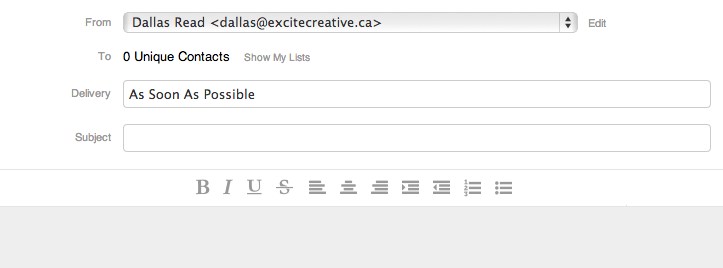 From Dallas Read <dallas@excitecreative.ca> Edit
To 0 Unique Contacts Show My Lists
Delivery As Soon As Possible
Subject
B I U S